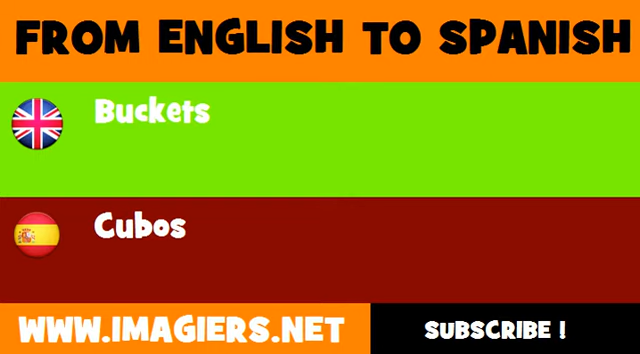 FROM ENGLISH TO SPANISH
Buckets
Cubos
WWW.IMAGIERS.NET
SUBSCRIBE !